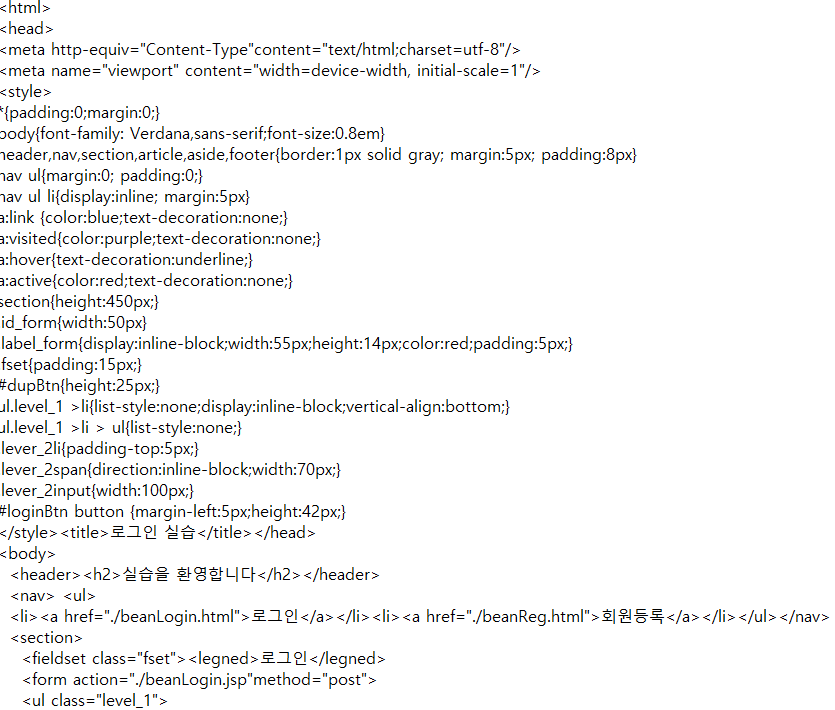 <html>
<head>
<meta http-equiv="Content-Type"content="text/html;charset=utf-8"/>
<meta name="viewport" content="width=device-width, initial-scale=1"/>
<style>
*{padding:0;margin:0;}
body{font-family: Verdana,sans-serif;font-size:0.8em}
header,nav,section,article,aside,footer{border:1px solid gray; margin:5px; padding:8px}
nav ul{margin:0; padding:0;}
nav ul li{display:inline; margin:5px}
a:link {color:blue;text-decoration:none;}
a:visited{color:purple;text-decoration:none;}
a:hover{text-decoration:underline;}
a:active{color:red;text-decoration:none;}
section{height:450px;}
id_form{width:50px}
label_form{display:inline-block;width:55px;height:14px;color:red;padding:5px;}
fset{padding:15px;}
#dupBtn{height:25px;}
ul.level_1 >li{list-style:none;display:inline-block;vertical-align:bottom;}
ul.level_1 >li > ul{list-style:none;}
lever_2li{padding-top:5px;}
lever_2span{direction:inline-block;width:70px;}
lever_2input{width:100px;}
#loginBtn button {margin-left:5px;height:42px;}
</style><title>로그인 실습</title></head>
<body>
<header><h2>실습을 환영합니다</h2></header>
<nav> <ul>
<li><a href="./beanLogin.html">로그인</a></li><li><a href="./beanReg.html">회원등록</a></li></ul></nav>
<section>
<fieldset class="fset"><legned>로그인</legned>
<form action="./beanLogin.jsp"method="post">
<ul class="level_1">